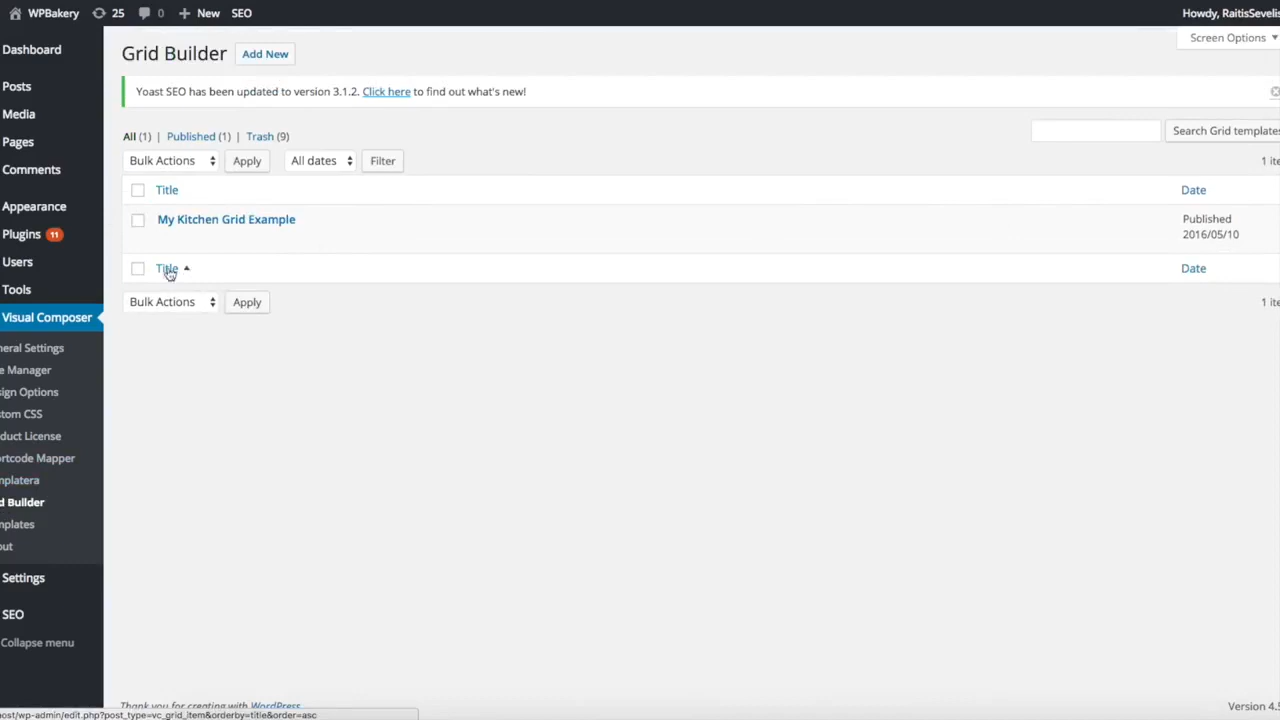 WPBakery 25 0 New SEO Howdy, RaitisSevelis
Screen Options
Dashboard
Posts
Media
Pages
Comments
Appearance
Plugins 11
Users
Tools
Visual Composer
neral Settings
e Manager
sign Options
stom CSS
duct License
ortcode Mapper
mplatera
d Builder
mplates
out
Settings
SEO
Collapse menu
Grid Builder Add New
Yoast SEO has been updated to version 3.1.2. Click here to find out what's new!
All (1) | Published (1) | Trash (9)
Search Grid templates
Bulk Actions Apply All dates Filter 1 ite
Title Date
My Kitchen Grid Example Published
2016/05/10
Title Date
Bulk Actions Apply 1 ite
Thank you for creating with WordPress Version 4.5
ost/wp-admin/edit.php?post_type=vc_grid_item&orderby=title&order=asc